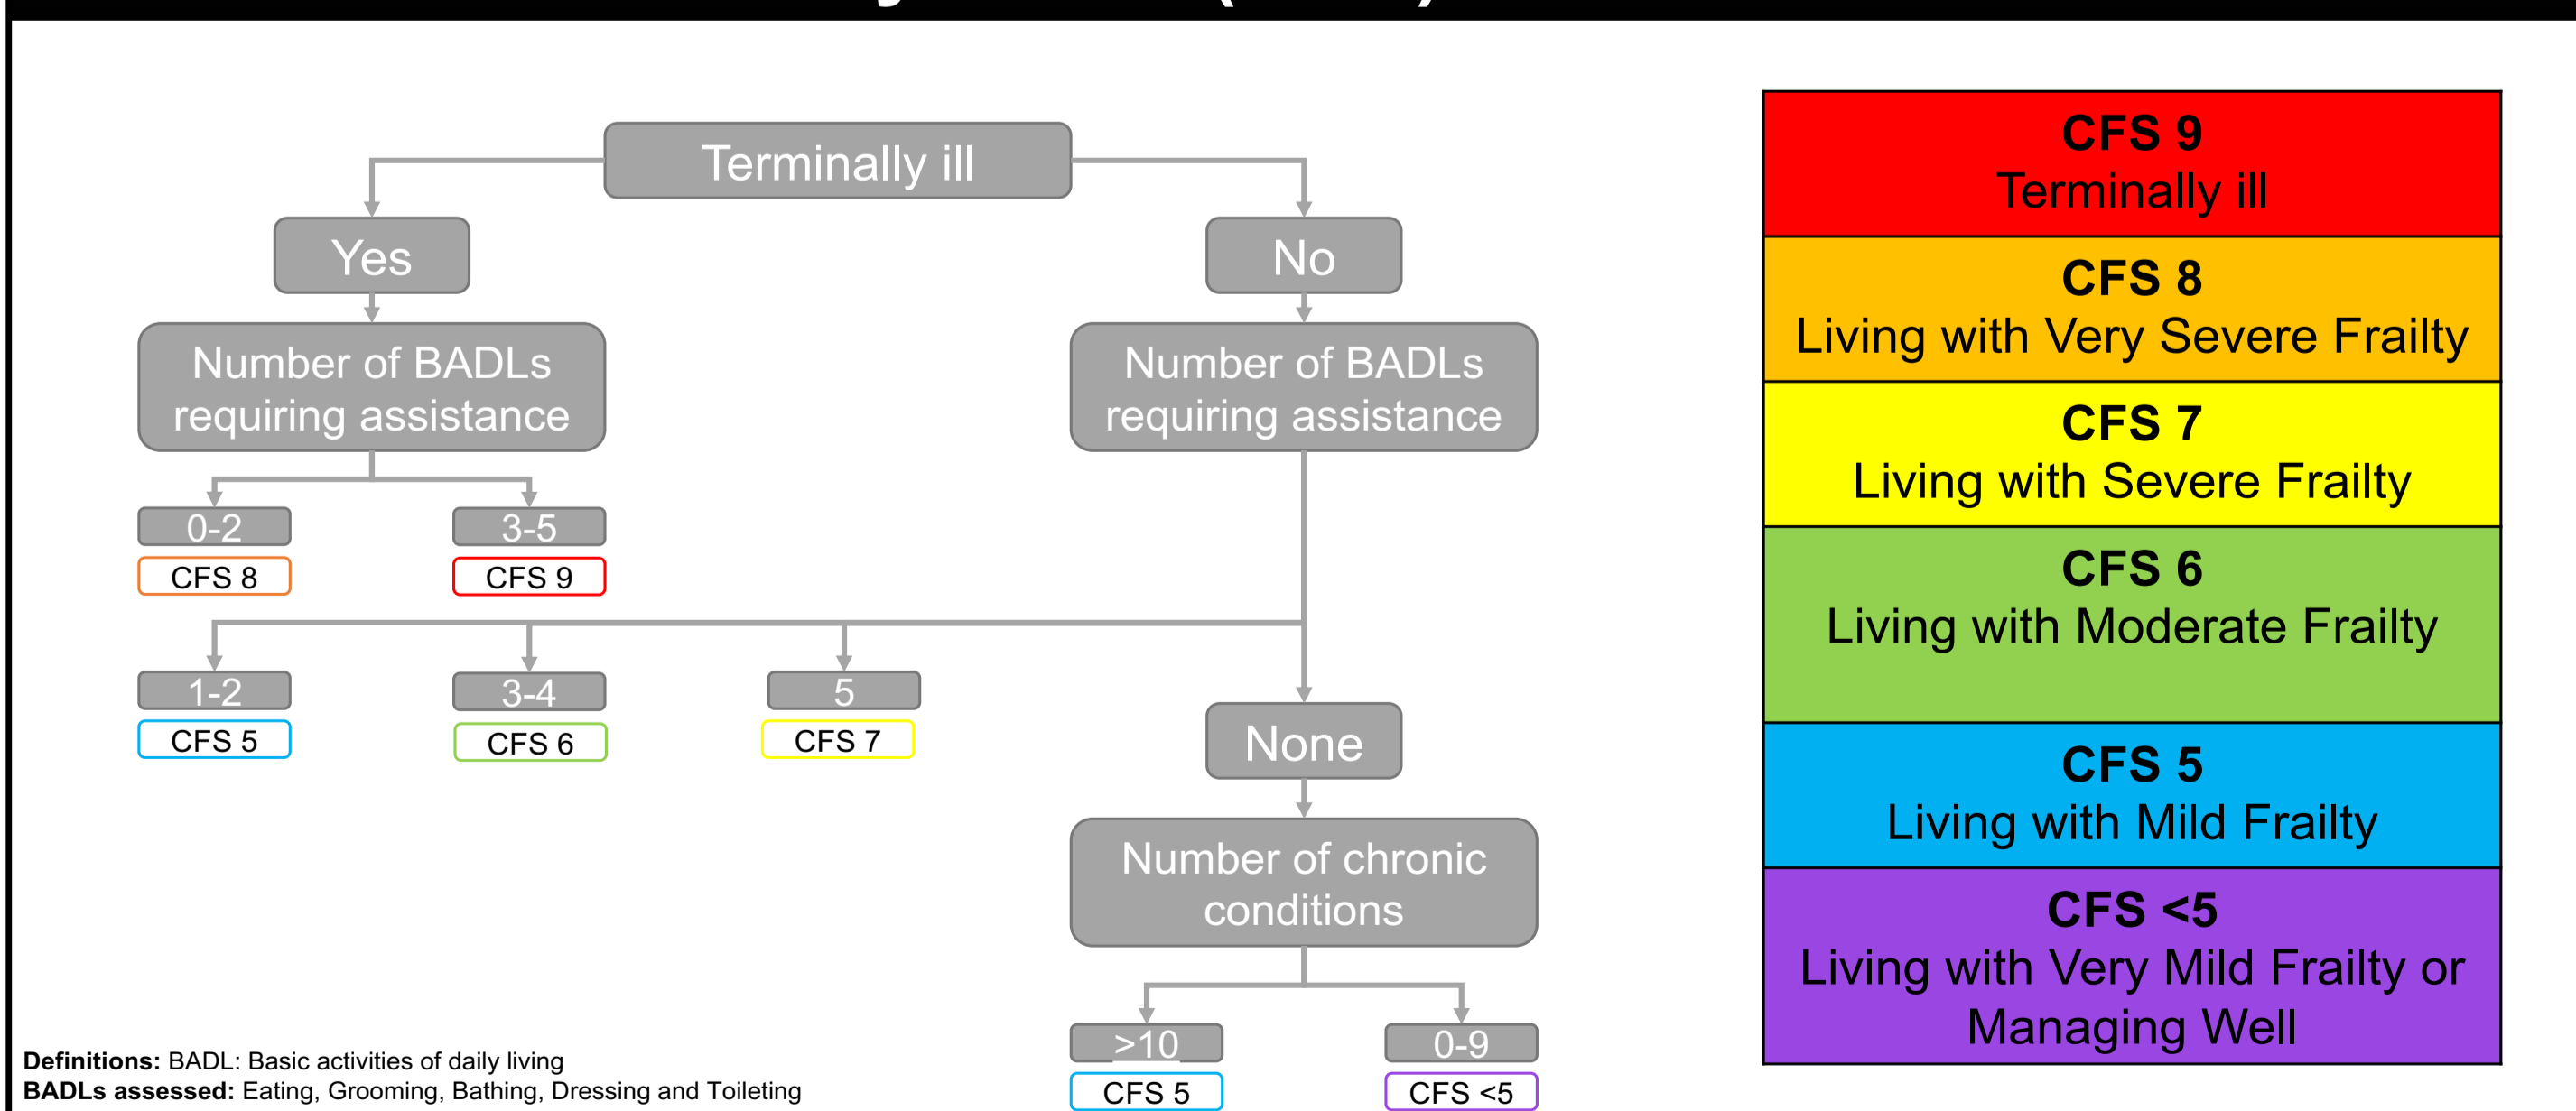 Terminally ill
Yes
No
Number of BADLs
requiring assistance
Number of BADLs
requiring assistance
0-2
3-5
CFS 8
CFS 9
1-2
3-4
5
CFS 5
CFS 6
CFS 7
None
Number of chronic
conditions
>10
0-9
CFS 5
CFS <5
Definitions: BADL: Basic activities of daily living
BADLs assessed: Eating, Grooming, Bathing, Dressing and Toileting
CFS 9
Terminally ill
CFS 8
Living with Very Severe Frailty
CFS 7
Living with Severe Frailty
CFS 6
Living with Moderate Frailty
CFS 5
Living with Mild Frailty
CFS <5
Living with Very Mild Frailty or
Managing Well